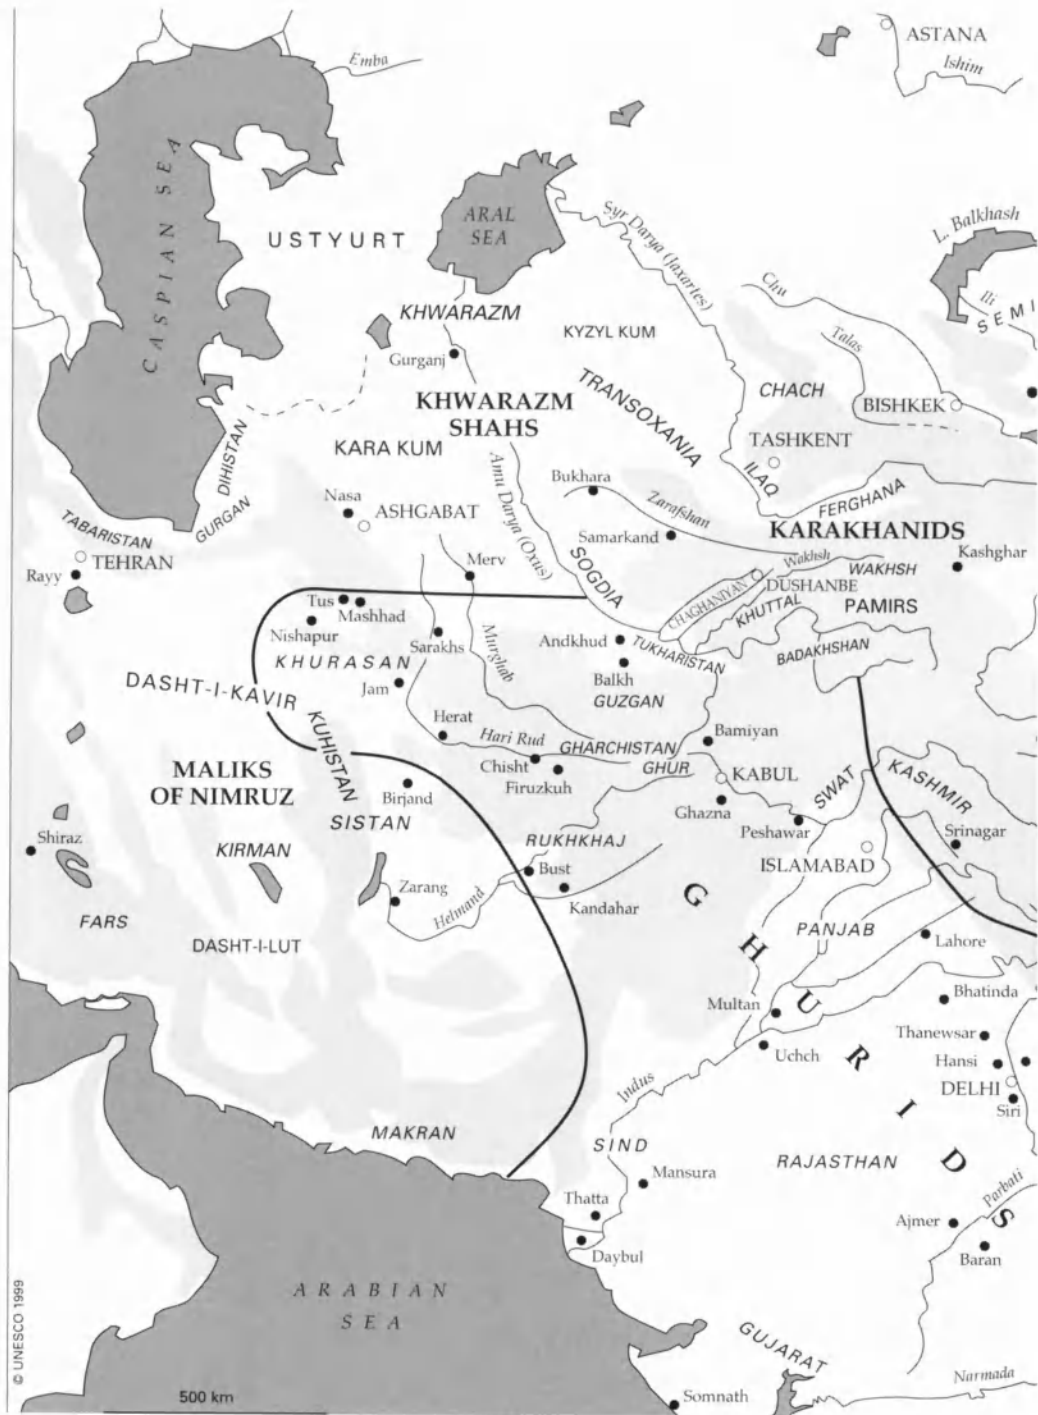 ASTANA
Ishim
Emba
CASPIAN SEA
ARAL
SEA
USTYURT
Syr Darya (Jaxartes)
L. Balkhash
Ili
SEMI
Chu
Talas
KHWARAZM
KYZYL KUM
Gurganj
TRANSOXANIA
CHACH
BISHKEK
KHWARAZM
SHAHS
TASHKENT
KARA KUM
DIHISTAN
ILAQ
Bukhara
Amu Darya (Oxus)
Zarafshan
FERGHANA
Nasa
ASHGABAT
GURGAN
TABARISTAN
TEHRAN
Rayy
KARAKHANIDS
Samarkand
SOGDIA
Wakhsh
WAKHSH
Kashghar
Merv
DUSHANBE
CHAGHANIYAN
KHUTTAL
PAMIRS
Tus
Mashhad
Nishapur
Sarakhs
Murghab
Andkhud
TUKHARISTAN
BADAKHSHAN
KHURASAN
Balkh
Jam
GUZGAN
DASHT-I-KAVIR
KUHISTAN
Herat
Hari Rud
GHARCHISTAN
Bamiyan
Chisht
GHUR
Firuzkuh
KABUL
SWAT
KASHMIR
MALIKS
OF NIMRUZ
Birjand
Ghazna
SISTAN
Peshawar
Srinagar
Shiraz
KIRMAN
RUKHKHAJ
ISLAMABAD
Bust
Zarang
Helmand
Kandahar
FARS
GHURIDS
PANJAB
Lahore
DASHT-I-LUT
Multan
Bhatinda
Thanewsar
Uchch
Hansi
DELHI
Siri
Indus
MAKRAN
SIND
RAJASTHAN
Mansura
Parbati
Thatta
Ajmer
Daybul
Baran
ARABIAN
SEA
GUJARAT
Narmada
Somnath
500 km
© UNESCO 1999